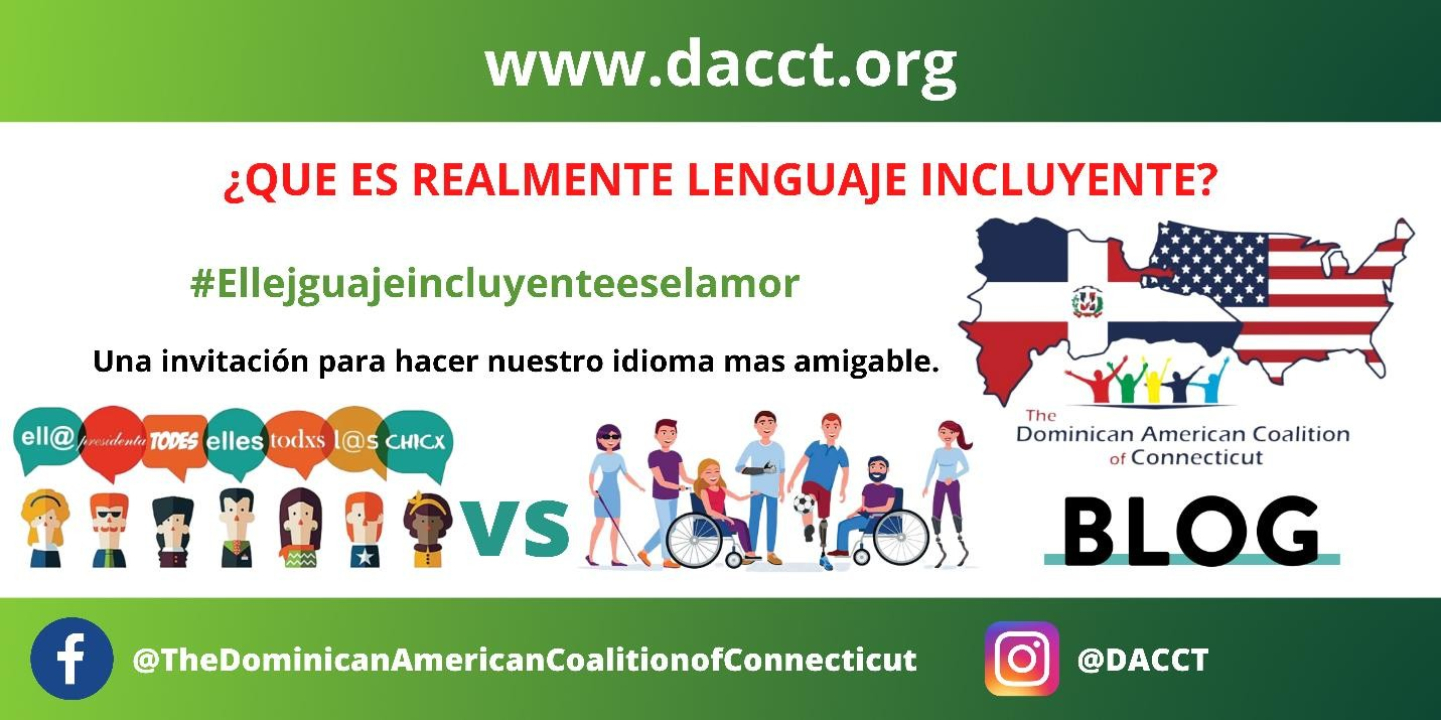 www.dacct.org
¿QUE ES REALMENTE LENGUAJE INCLUYENTE?
#Ellejguajeincluyenteeselamor
Una invitación para hacer nuestro idioma mas amigable.
ell@ presidenta TODES elles todxs l@s CHICX
VS
The
Dominican American Coalition
of Connecticut
BLOG
@TheDominicanAmericanCoalitionofConnecticut
@DACCT